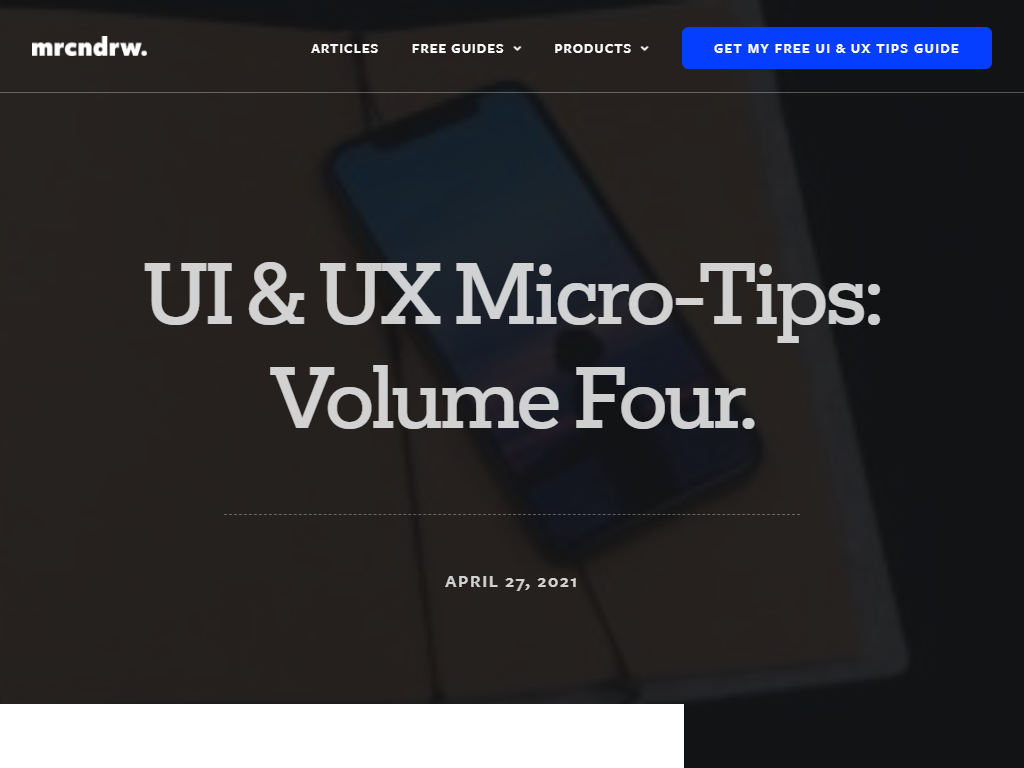 mrcndrw.
ARTICLES
FREE GUIDES
PRODUCTS
GET MY FREE UI & UX TIPS GUIDE
UI & UX Micro-Tips:
Volume Four.
APRIL 27, 2021